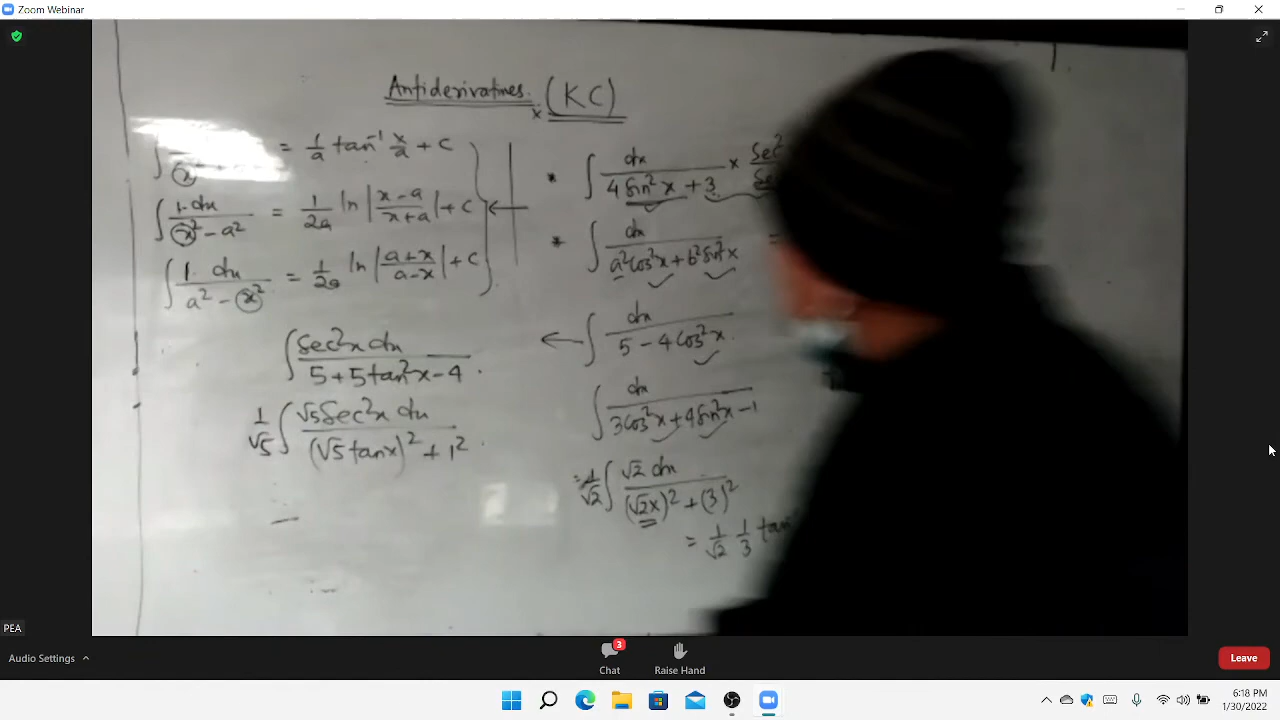 Zoom Webinar
Antiderivatives. (KC)
= 1/a tan⁻¹ x/a + c
∫ 1·dx / x² - a² = 1/2a ln |x-a / x+a| + c
∫ 1· dx / a² - x² = 1/2a ln |a+x / a-x| + c
∫ sec²x dx / 5+5tan²x-4
1/√5 ∫ √5 sec²x dx / (√5 tanx)² + 1²
* ∫ dx / 4 sin²x + 3 × sec²
* ∫ dx / a²cos²x + b²sin²x =
← ∫ dx / 5 - 4cos²x
∫ dx / 3cos²x + 4sin²x - 1
= 1/√2 ∫ √2 dx / (√2x)² + (3)²
= 1/√2 1/3 tan
PEA
Audio Settings
3
Chat
Raise Hand
Leave
6:18 PM
1/30/2022